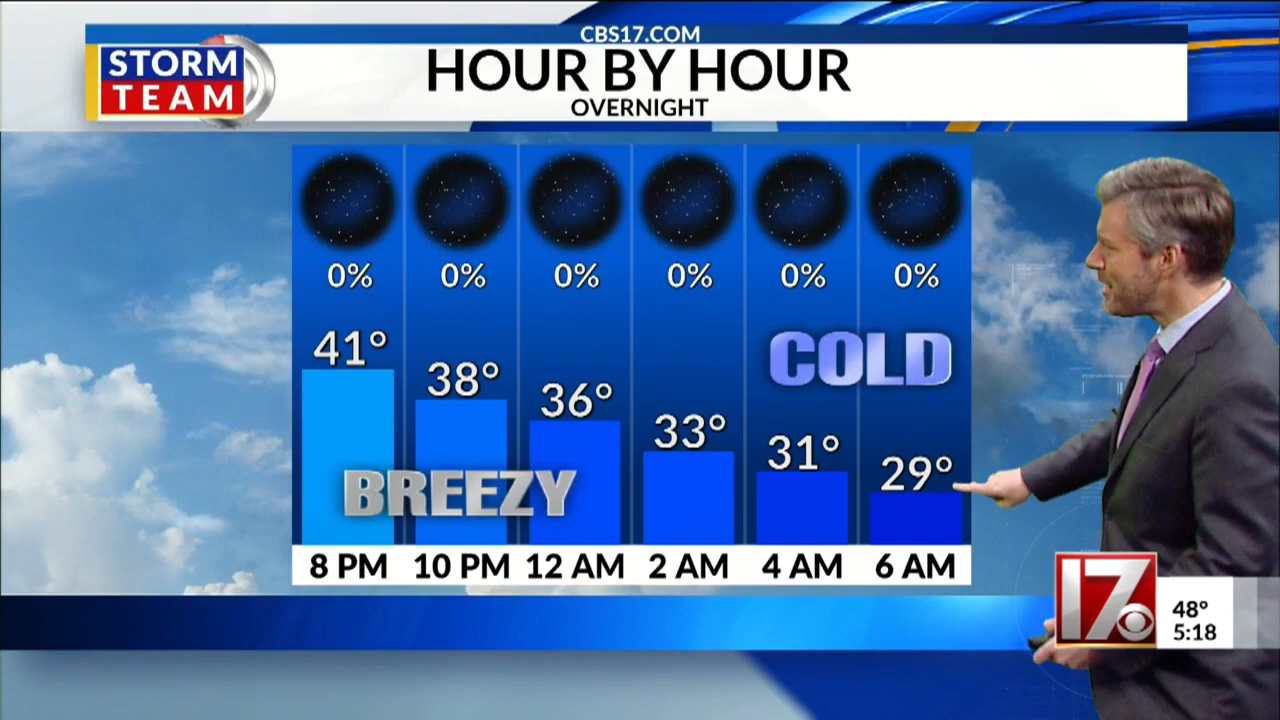 CBS17.COM
STORM
TEAM
HOUR BY HOUR
OVERNIGHT
0% 0% 0% 0% 0% 0%
41° 38° 36° 33° 31° 29°
COLD
BREEZY
8 PM 10 PM 12 AM 2 AM 4 AM 6 AM
17
48°
5:18